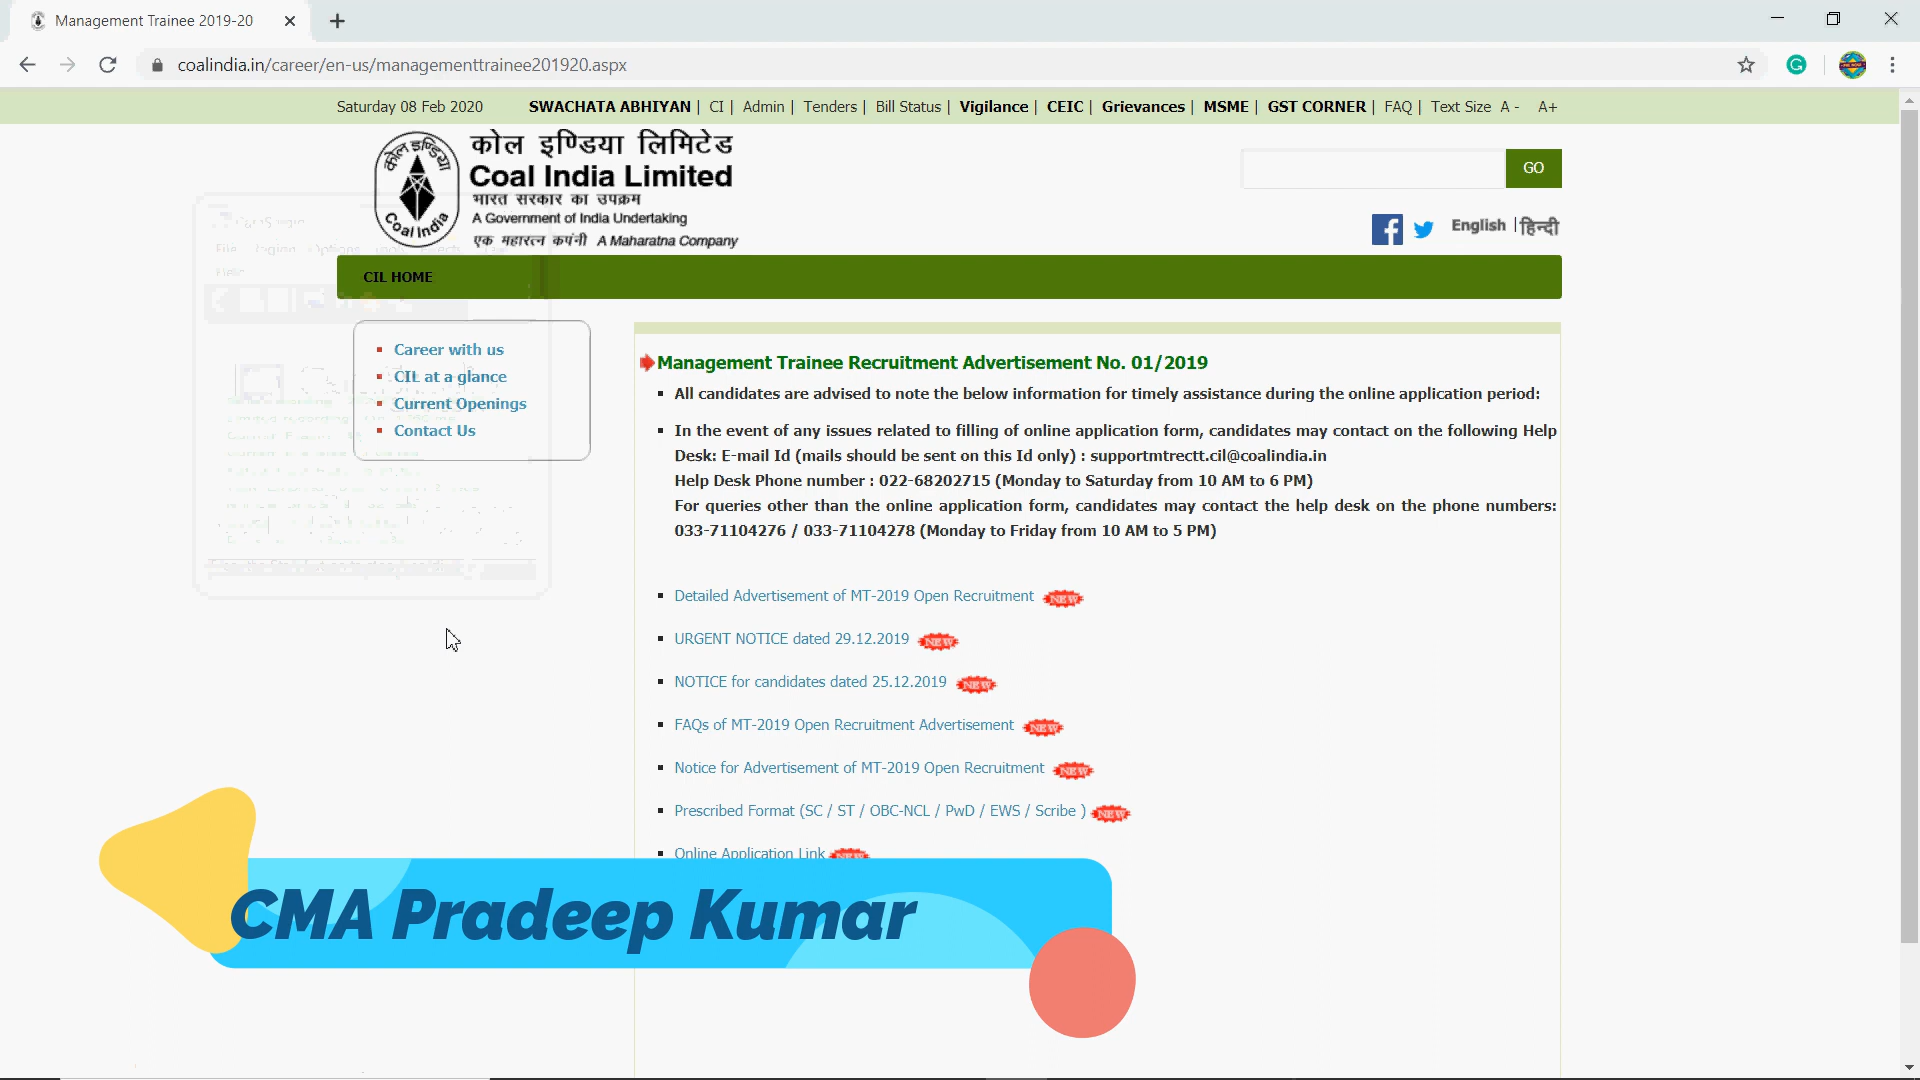 Management Trainee 2019-20
coalindia.in/career/en-us/managementtrainee201920.aspx
Saturday 08 Feb 2020 SWACHATA ABHIYAN | CI | Admin | Tenders | Bill Status | Vigilance | CEIC | Grievances | MSME | GST CORNER | FAQ | Text Size A - A+
कोल इण्डिया लिमिटेड
Coal India Limited
भारत सरकार का उपक्रम
A Government of India Undertaking
एक महारत्न कंपनी A Maharatna Company
कोल इण्डिया
Coal India
GO
English | हिन्दी
CIL HOME
Career with us
CIL at a glance
Current Openings
Contact Us
Management Trainee Recruitment Advertisement No. 01/2019
All candidates are advised to note the below information for timely assistance during the online application period:
In the event of any issues related to filling of online application form, candidates may contact on the following Help
Desk: E-mail Id (mails should be sent on this Id only) : supportmtrectt.cil@coalindia.in
Help Desk Phone number : 022-68202715 (Monday to Saturday from 10 AM to 6 PM)
For queries other than the online application form, candidates may contact the help desk on the phone numbers:
033-71104276 / 033-71104278 (Monday to Friday from 10 AM to 5 PM)
Detailed Advertisement of MT-2019 Open Recruitment NEW
URGENT NOTICE dated 29.12.2019 NEW
NOTICE for candidates dated 25.12.2019 NEW
FAQs of MT-2019 Open Recruitment Advertisement NEW
Notice for Advertisement of MT-2019 Open Recruitment NEW
Prescribed Format (SC / ST / OBC-NCL / PwD / EWS / Scribe ) NEW
Online Application Link NEW
CMA Pradeep Kumar